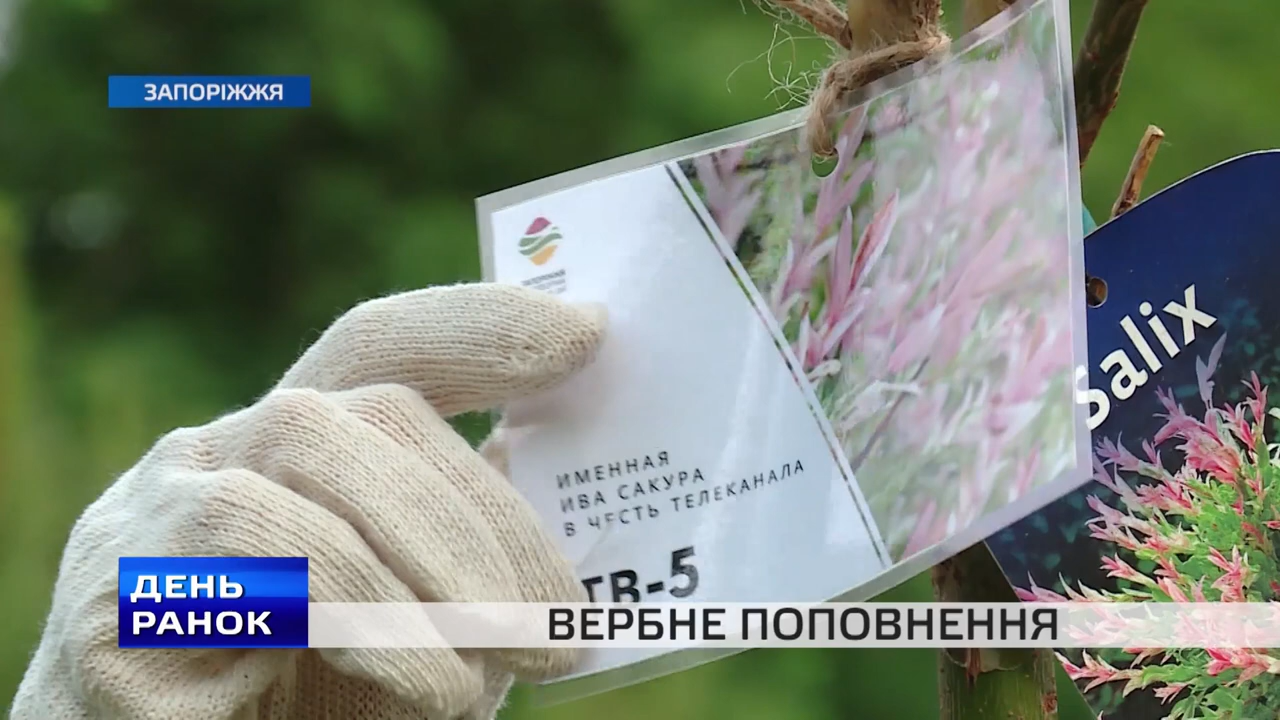 ЗАПОРІЖЖЯ
Salix
ИМЕННАЯ
ИВА САКУРА
В ЧЕСТЬ ТЕЛЕКАНАЛА
ТВ-5
ДЕНЬ
РАНОК
ВЕРБНЕ ПОПОВНЕННЯ